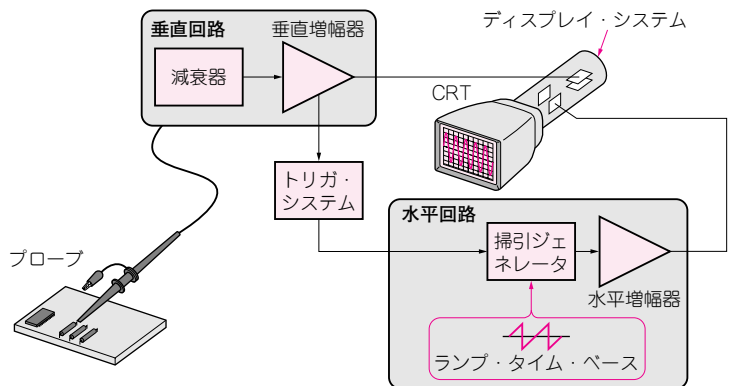 ディスプレイ・システム
垂直回路
垂直増幅器
減衰器
CRT
トリガ・
システム
水平回路
掃引ジェ
ネレータ
水平増幅器
プローブ
ランプ・タイム・ベース